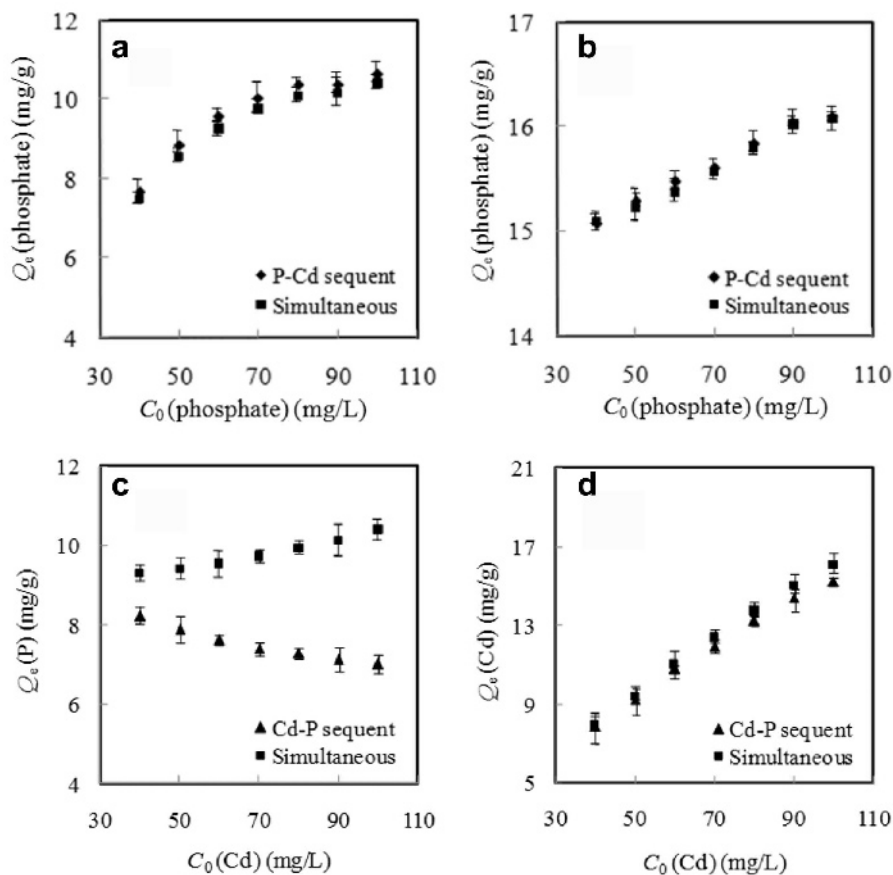 a
12
10
8
6
4
Qe (phosphate) (mg/g)
P-Cd sequent
Simultaneous
30 50 70 90 110
C0 (phosphate) (mg/L)
b
17
16
15
14
Qe (phosphate) (mg/g)
P-Cd sequent
Simultaneous
30 50 70 90 110
C0 (phosphate) (mg/L)
c
12
10
8
6
4
Qe (P) (mg/g)
Cd-P sequent
Simultaneous
30 50 70 90 110
C0 (Cd) (mg/L)
d
21
17
13
9
5
Qe (Cd) (mg/g)
Cd-P sequent
Simultaneous
30 50 70 90 110
C0 (Cd) (mg/L)